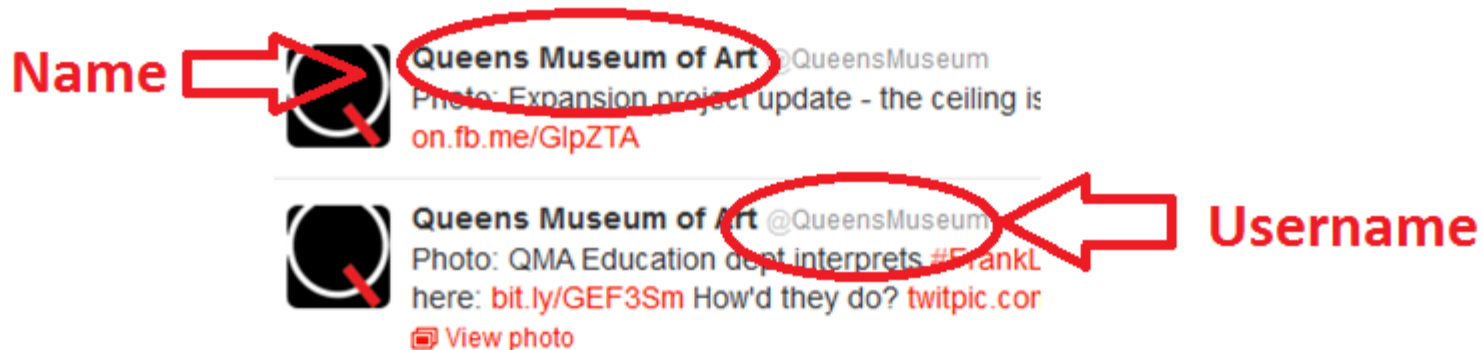 Name
Queens Museum of Art @QueensMuseum
Photo: Expansion project update - the ceiling is
on.fb.me/GIpZTA
Queens Museum of Art @QueensMuseum
Username
Photo: QMA Education dept interprets #FrankL
here: bit.ly/GEF3Sm How'd they do? twitpic.com
View photo